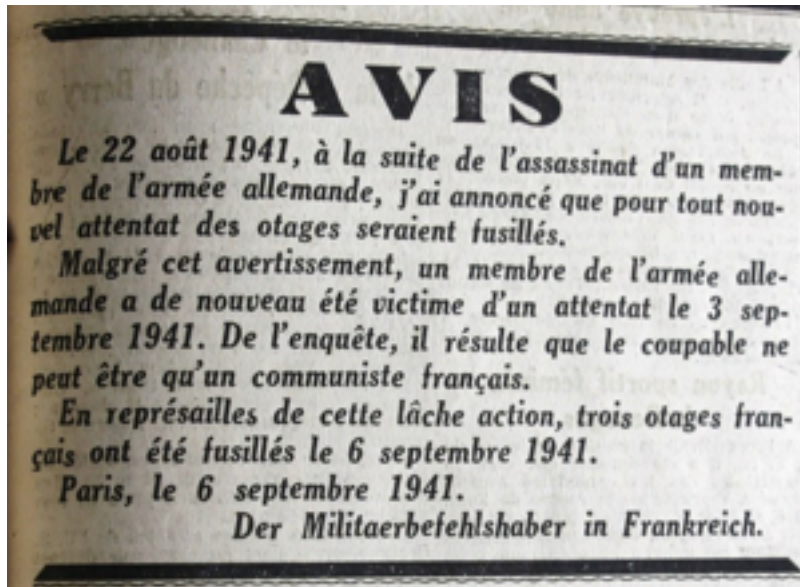 AVIS
Le 22 août 1941, à la suite de l'assassinat d'un mem-
bre de l'armée allemande, j'ai annoncé que pour tout nou-
vel attentat des otages seraient fusillés.
Malgré cet avertissement, un membre de l'armée alle-
mande a de nouveau été victime d'un attentat le 3 sep-
tembre 1941. De l'enquête, il résulte que le coupable ne
peut être qu'un communiste français.
En représailles de cette lâche action, trois otages fran-
çais ont été fusillés le 6 septembre 1941.
Paris, le 6 septembre 1941.
Der Militaerbefehlshaber in Frankreich.